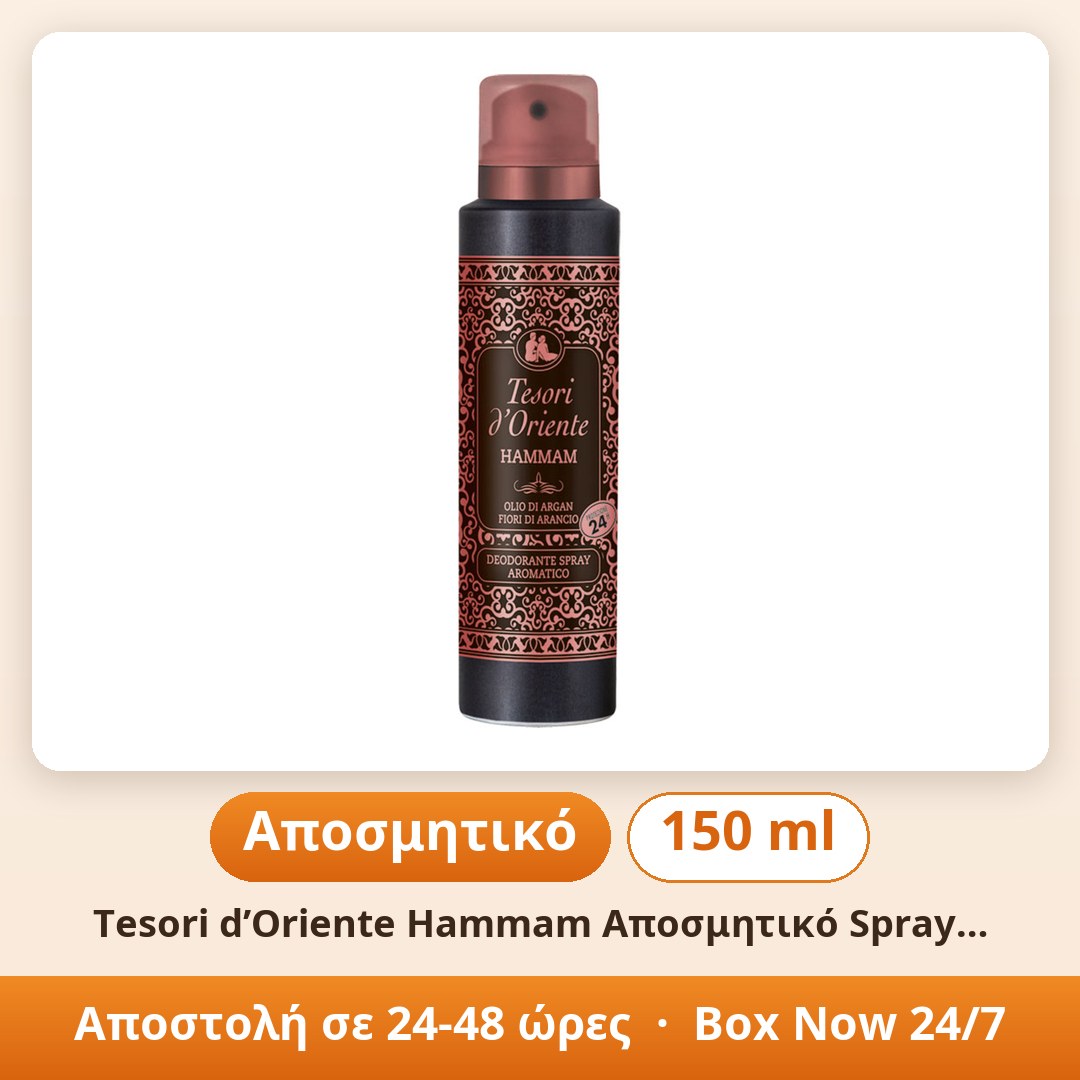 Tesori
d'Oriente
HAMMAM
OLIO DI ARGAN
FIORI DI ARANCIO
24
DEODORANTE SPRAY
AROMATICO
Αποσμητικό
150 ml
Tesori d’Oriente Hammam Αποσμητικό Spray...
Αποστολή σε 24-48 ώρες · Box Now 24/7